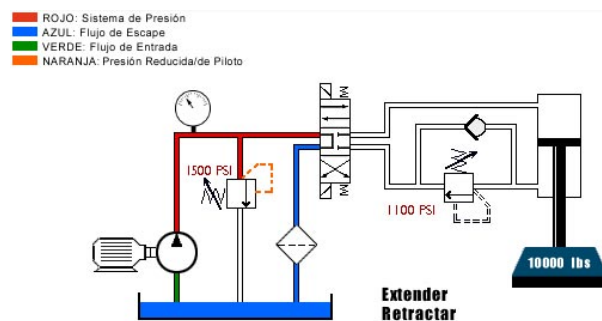 ROJO: Sistema de Presión
AZUL: Flujo de Escape
VERDE: Flujo de Entrada
NARANJA: Presión Reducida/de Piloto
1500 PSI
1100 PSI
10000 lbs
Extender
Retractar